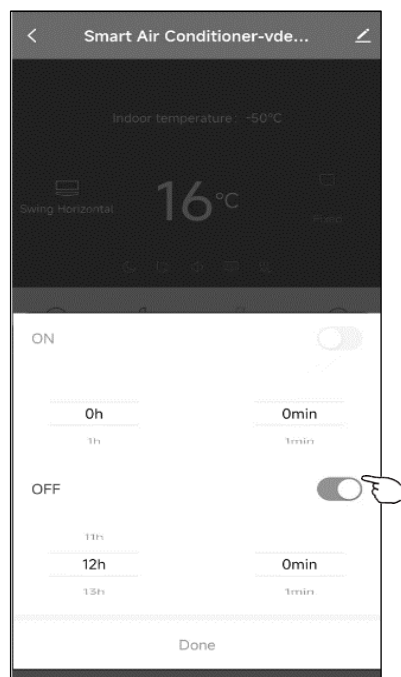 Smart Air Conditioner-vde...
Indoor temperature: -50°C
Swing Horizontal
16°C
Pump
ON
0h 0min
1h 1min
OFF
11h
12h 0min
13h 1min
Done